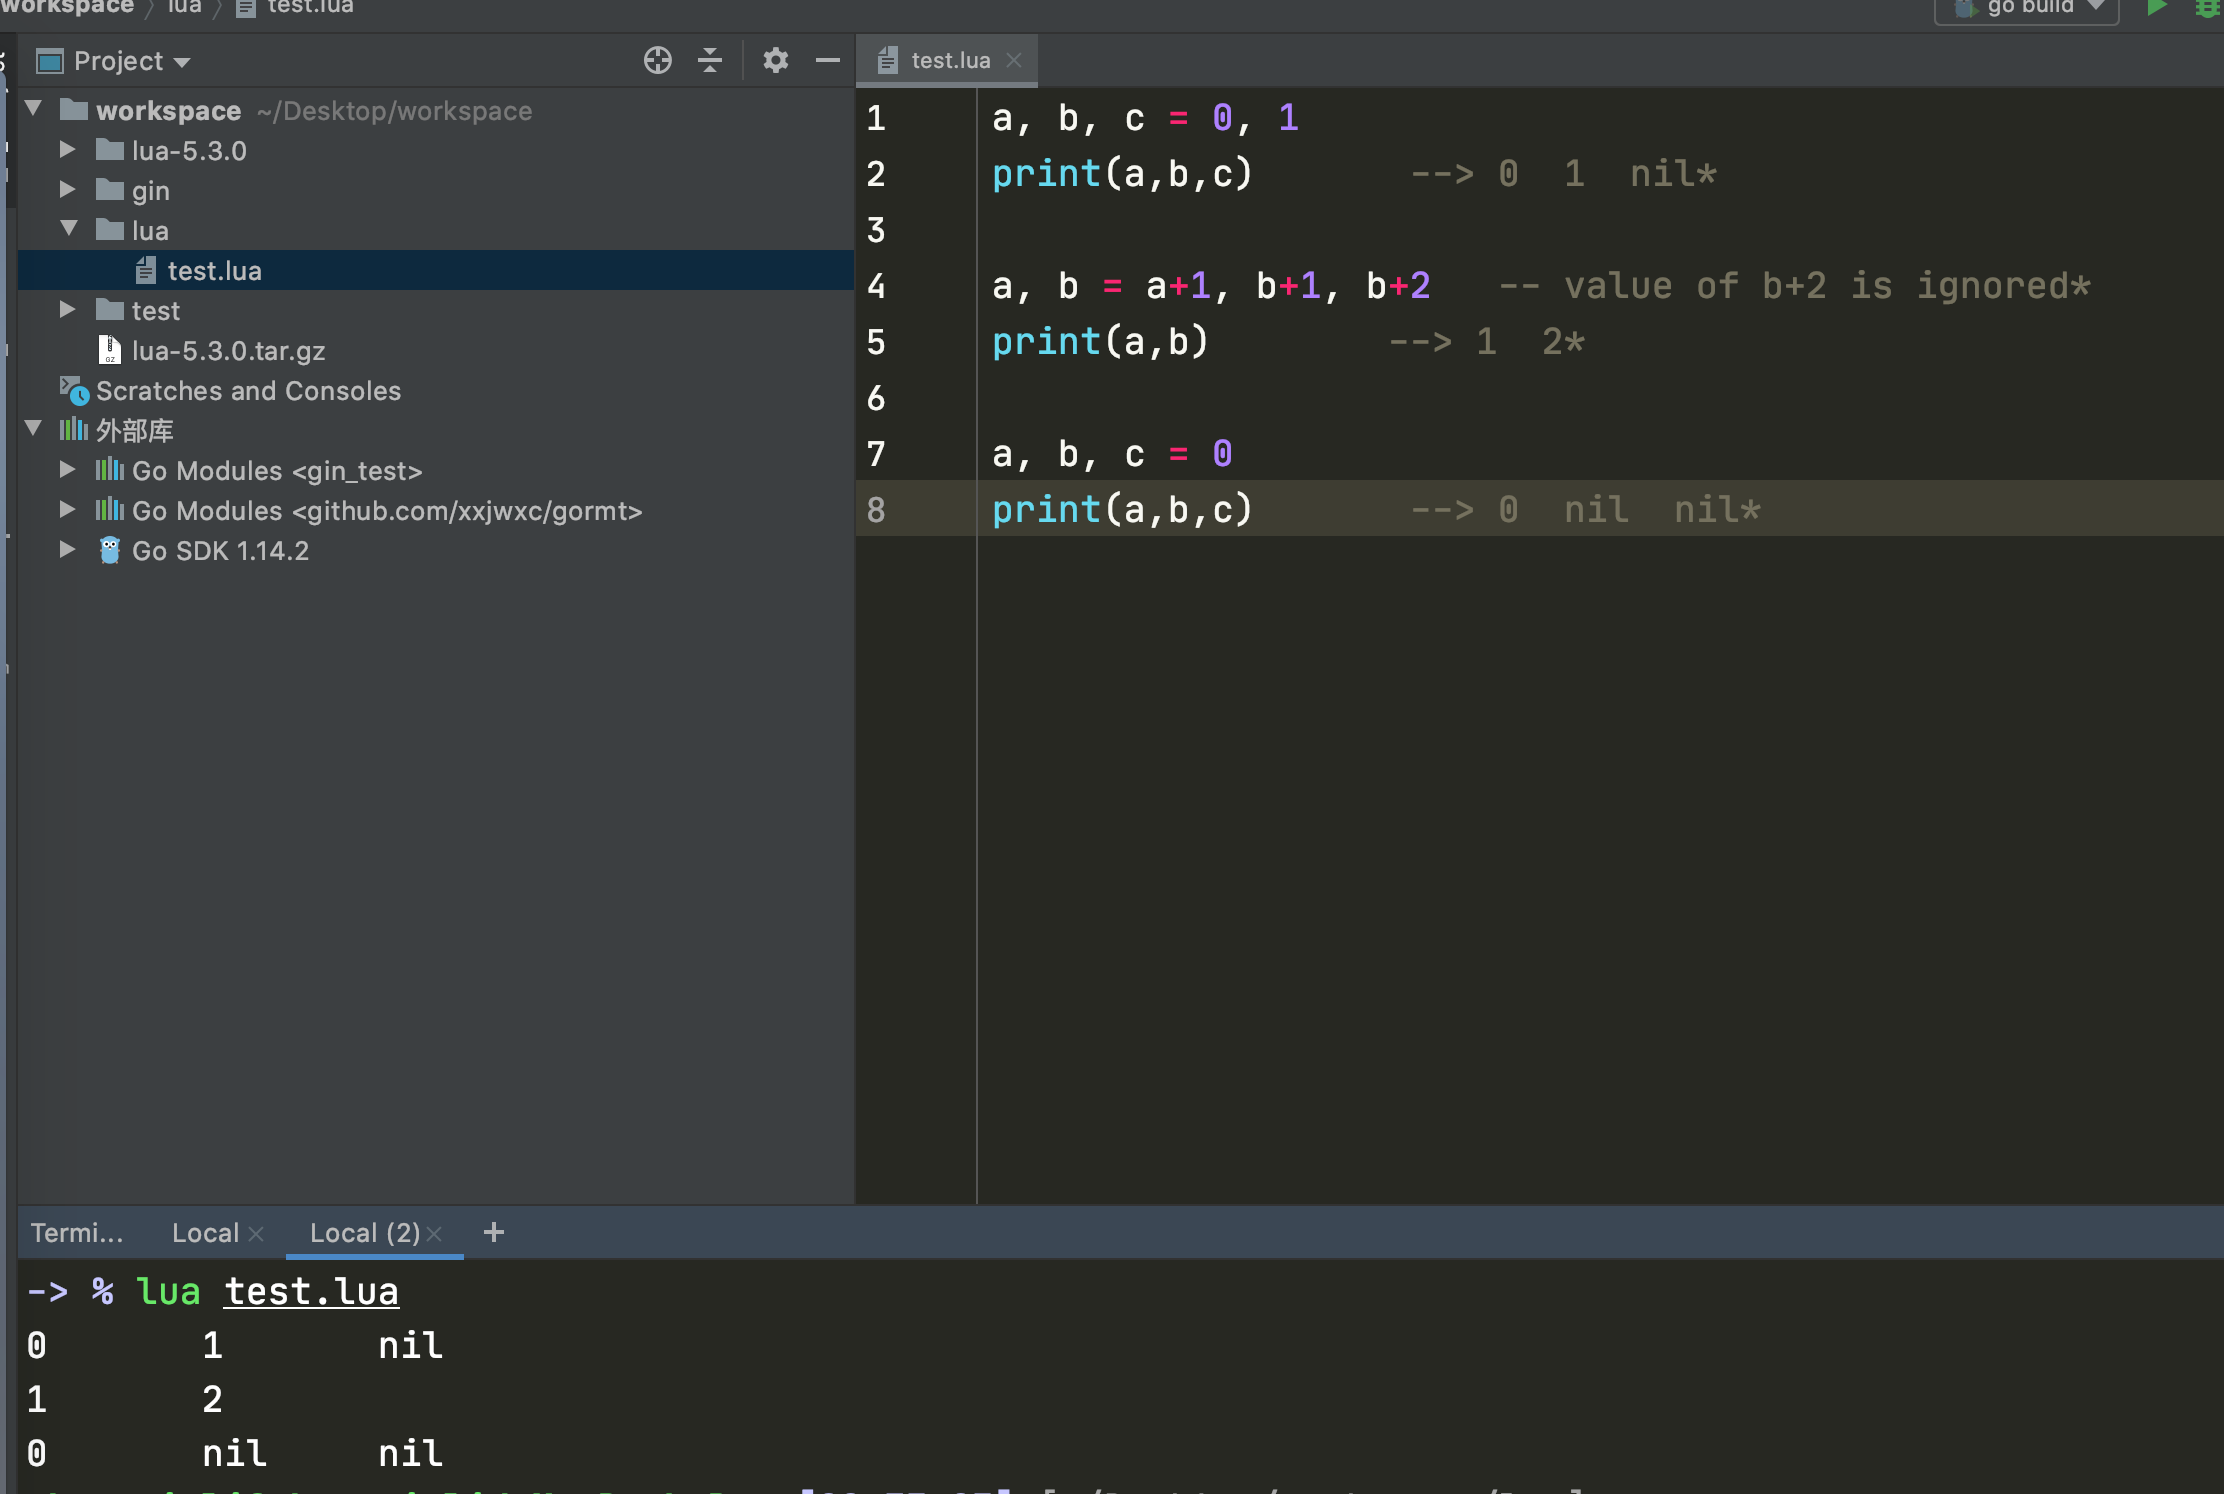 workspace lua test.lua
go build
Project
test.lua
workspace ~/Desktop/workspace
lua-5.3.0
gin
lua
test.lua
test
lua-5.3.0.tar.gz
Scratches and Consoles
外部库
Go Modules <gin_test>
Go Modules <github.com/xxjwxc/gormt>
Go SDK 1.14.2
1 a, b, c = 0, 1
2 print(a,b,c) --> 0 1 nil*
3
4 a, b = a+1, b+1, b+2 -- value of b+2 is ignored*
5 print(a,b) --> 1 2*
6
7 a, b, c = 0
8 print(a,b,c) --> 0 nil nil*
Termi... Local Local (2) +
-> % lua test.lua
0 1 nil
1 2
0 nil nil